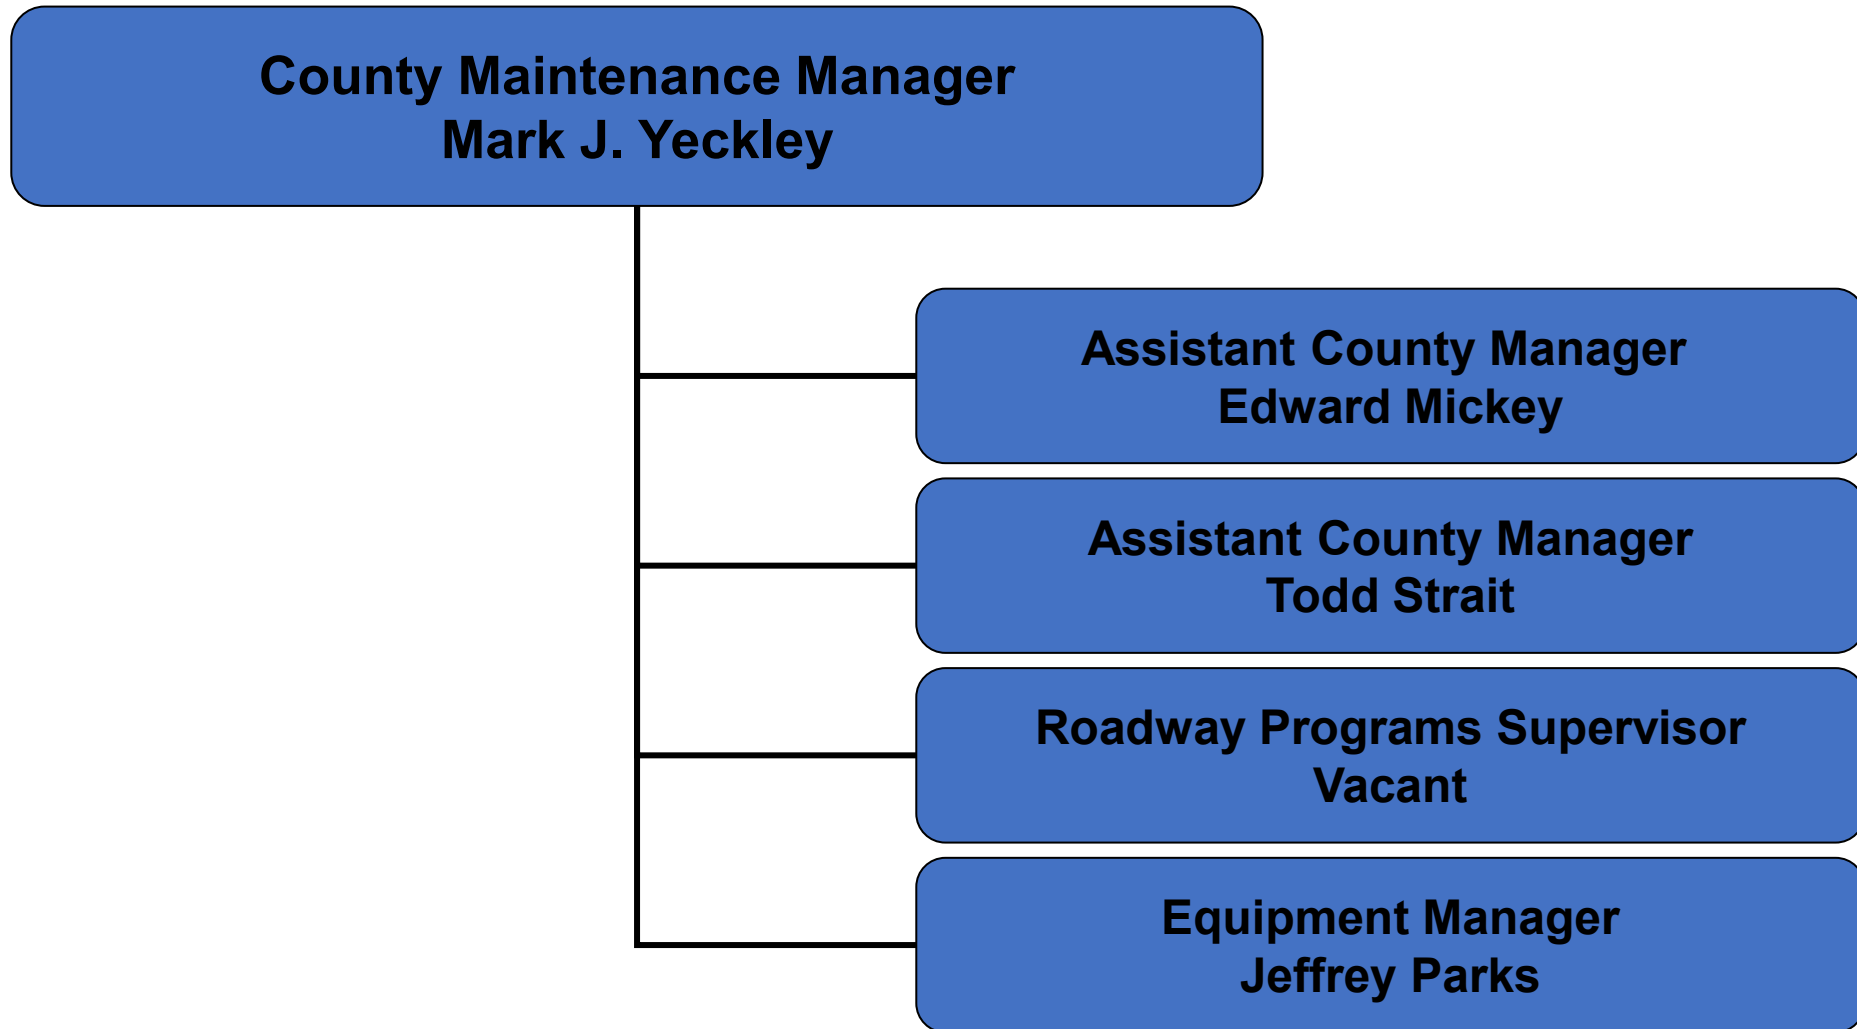 County Maintenance Manager
Mark J. Yeckley
Assistant County Manager
Edward Mickey
Assistant County Manager
Todd Strait
Roadway Programs Supervisor
Vacant
Equipment Manager
Jeffrey Parks